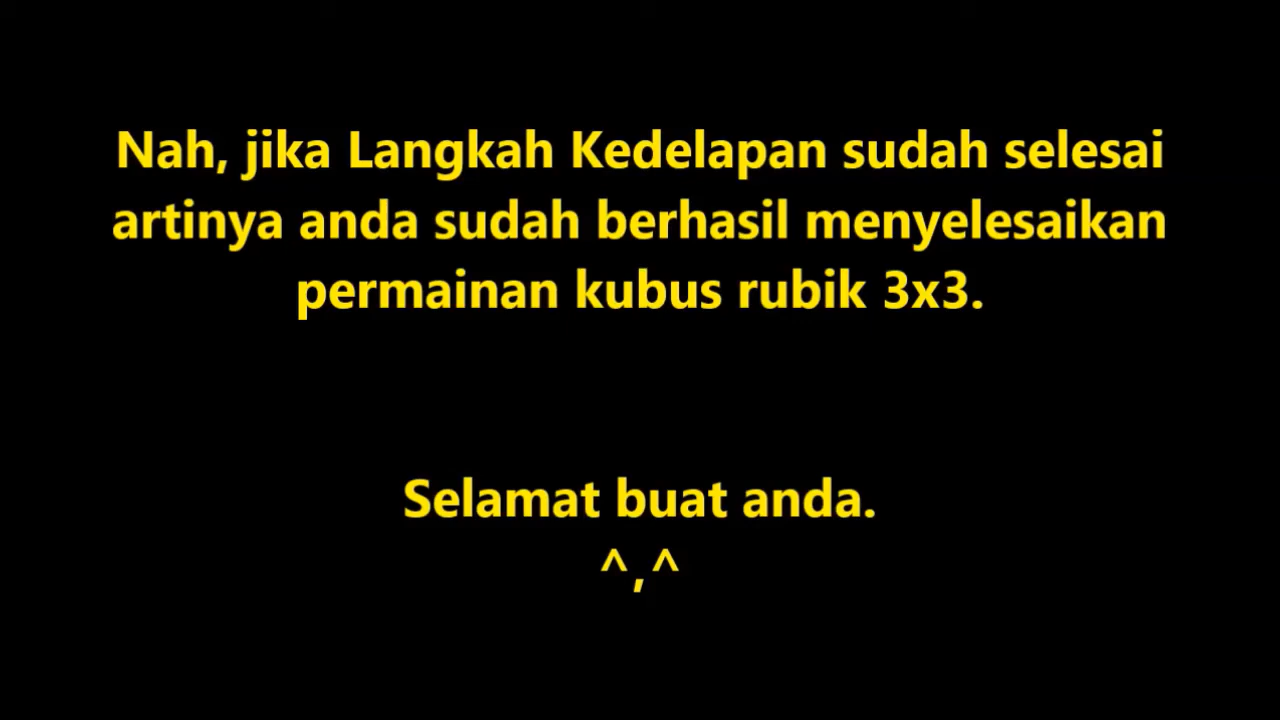 Nah, jika Langkah Kedelapan sudah selesai
artinya anda sudah berhasil menyelesaikan
permainan kubus rubik 3x3.
Selamat buat anda.
^,^